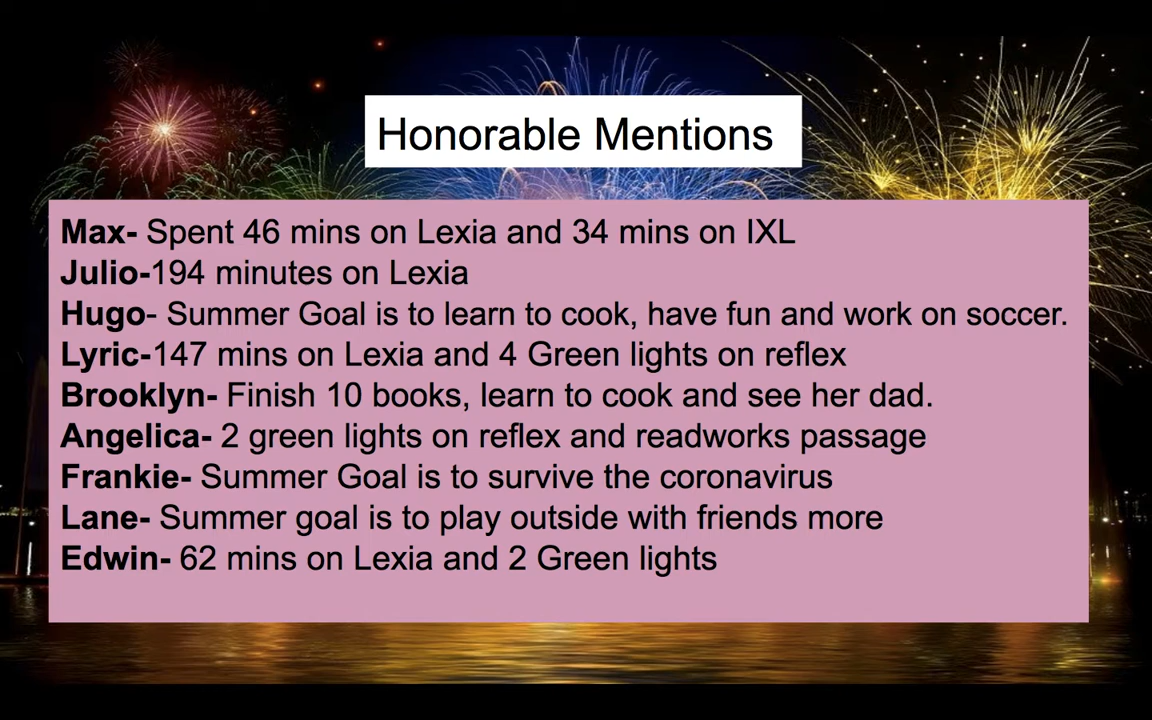 Honorable Mentions
Max- Spent 46 mins on Lexia and 34 mins on IXL
Julio-194 minutes on Lexia
Hugo- Summer Goal is to learn to cook, have fun and work on soccer.
Lyric-147 mins on Lexia and 4 Green lights on reflex
Brooklyn- Finish 10 books, learn to cook and see her dad.
Angelica- 2 green lights on reflex and readworks passage
Frankie- Summer Goal is to survive the coronavirus
Lane- Summer goal is to play outside with friends more
Edwin- 62 mins on Lexia and 2 Green lights